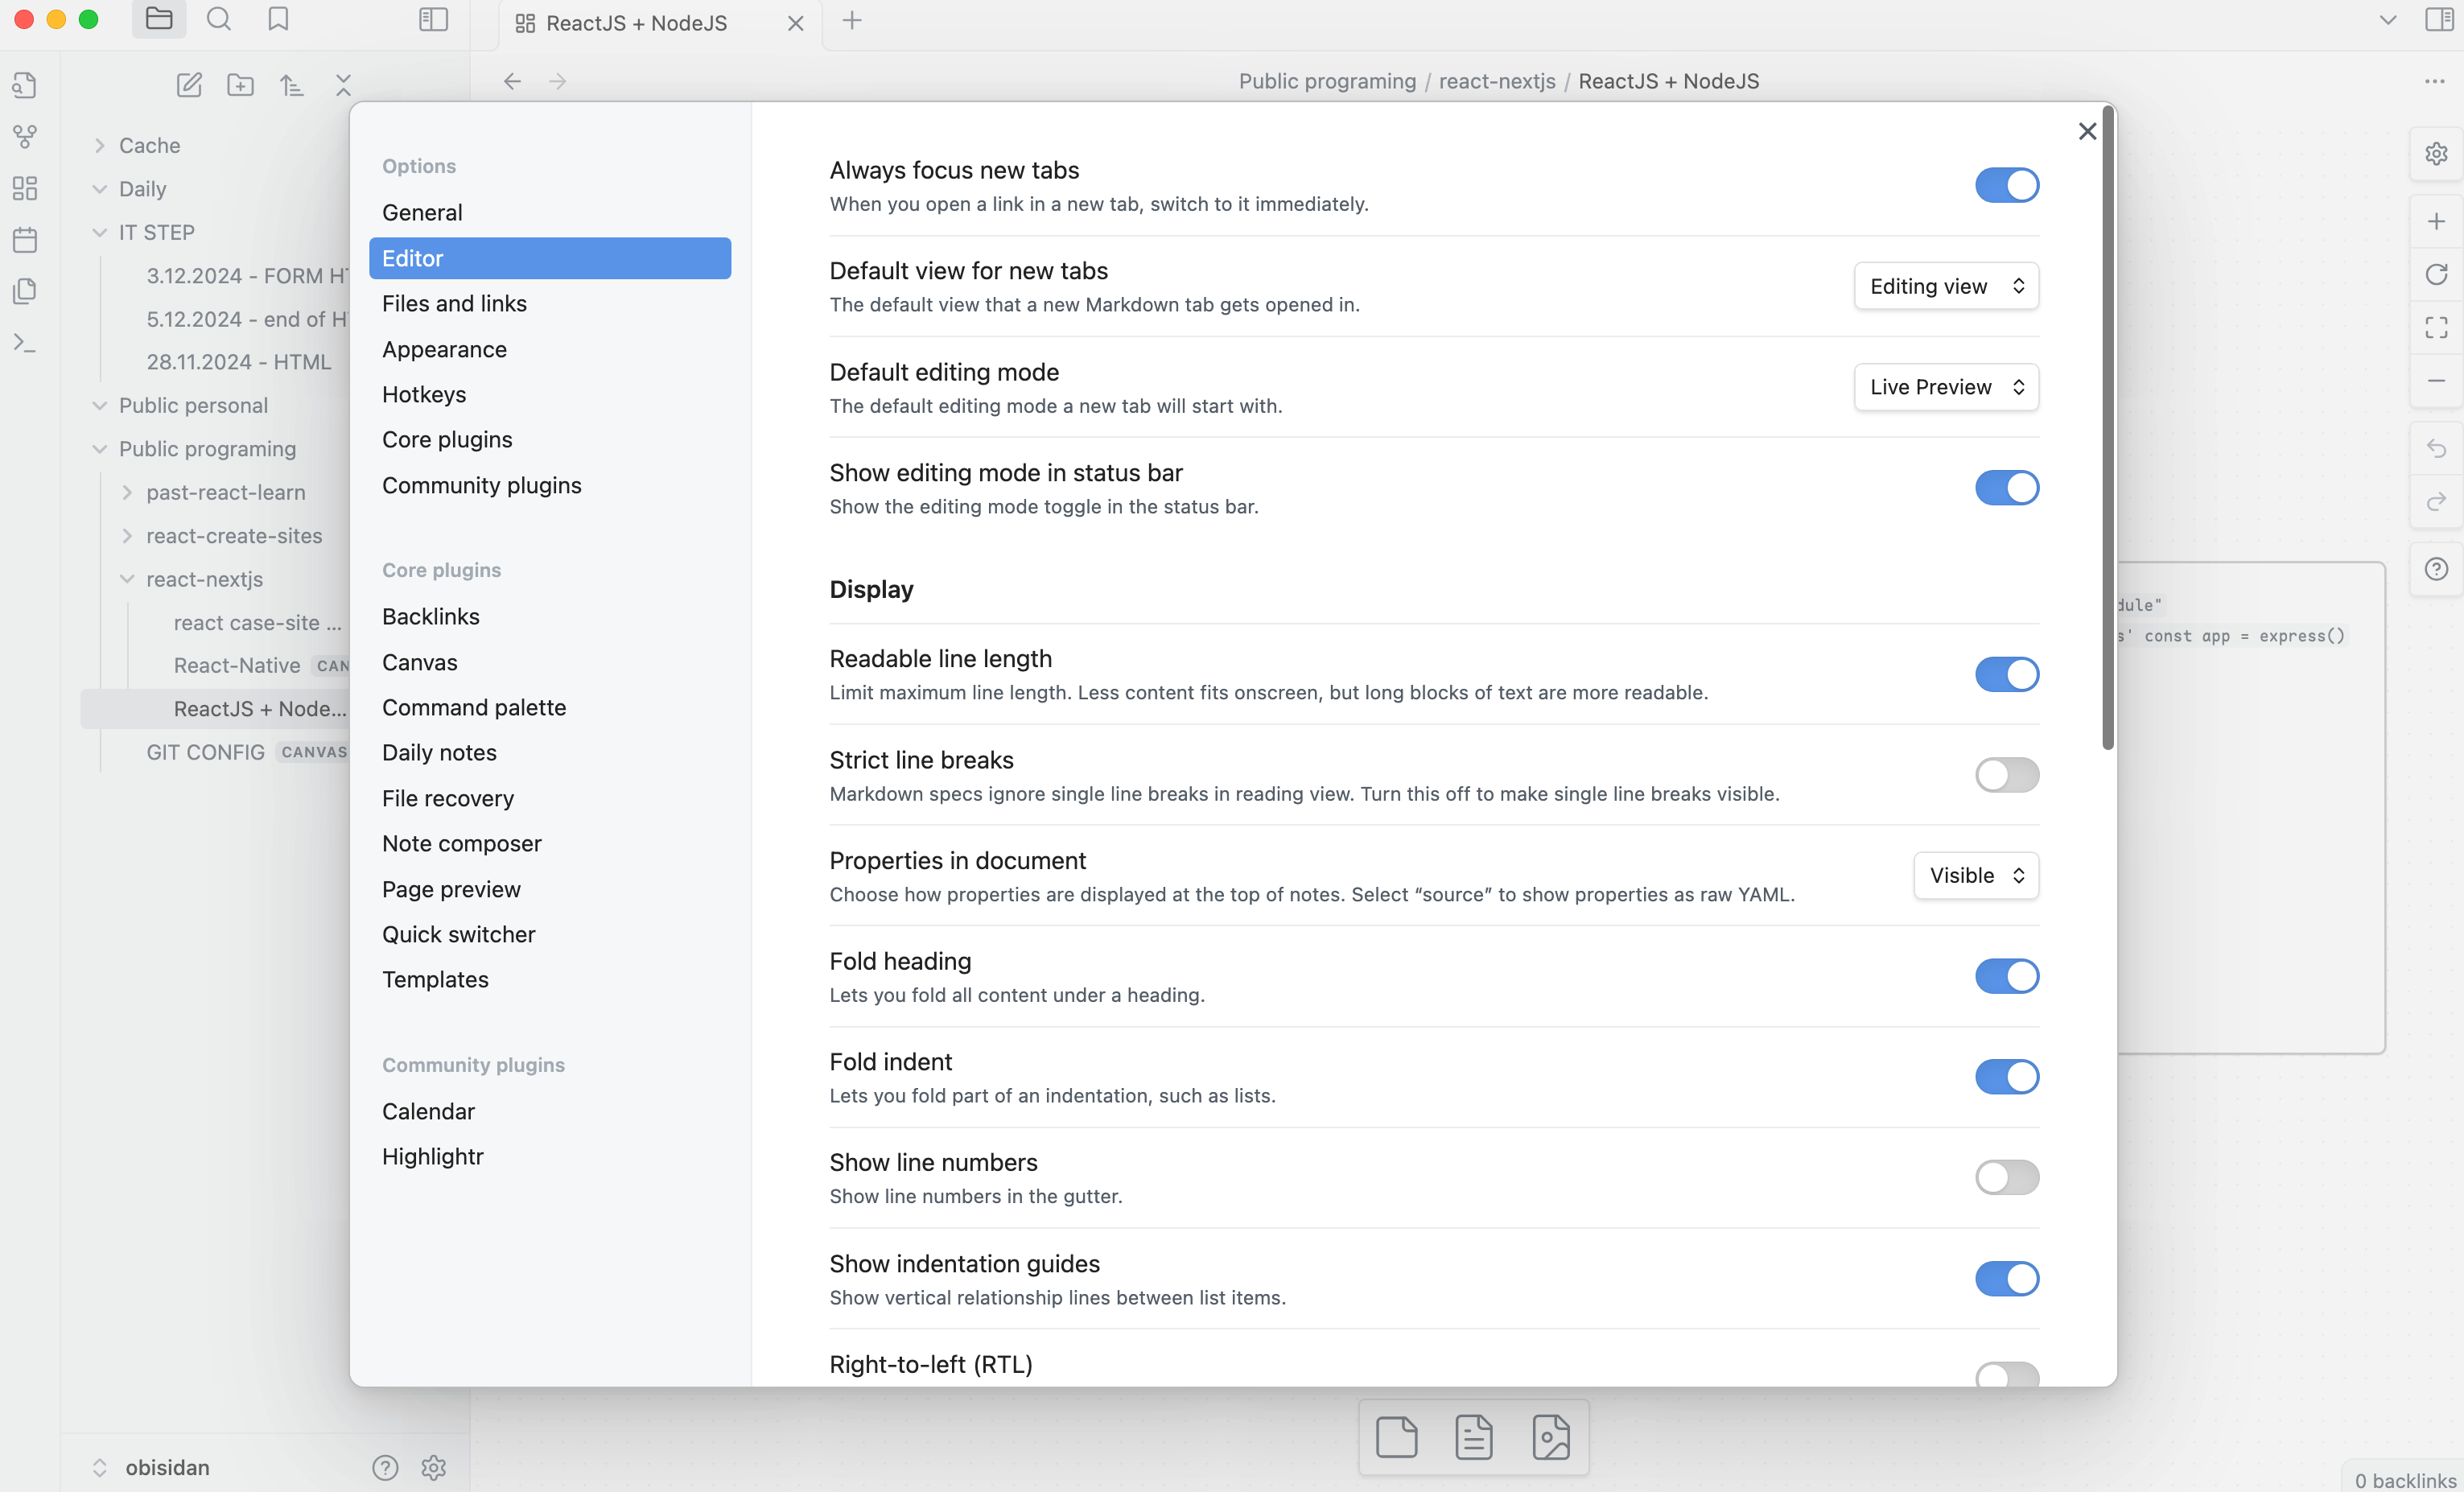 ReactJS + NodeJS
Public programing / react-nextjs / ReactJS + NodeJS
Cache
Daily
IT STEP
3.12.2024 - FORM HT
5.12.2024 - end of H
28.11.2024 - HTML
Public personal
Public programing
past-react-learn
react-create-sites
react-nextjs
react case-site ...
React-Native CAN
ReactJS + Node...
GIT CONFIG CANVAS
obisidan
Options
General
Editor
Files and links
Appearance
Hotkeys
Core plugins
Community plugins
Core plugins
Backlinks
Canvas
Command palette
Daily notes
File recovery
Note composer
Page preview
Quick switcher
Templates
Community plugins
Calendar
Highlightr
Always focus new tabs
When you open a link in a new tab, switch to it immediately.
Default view for new tabs
The default view that a new Markdown tab gets opened in.
Editing view
Default editing mode
The default editing mode a new tab will start with.
Live Preview
Show editing mode in status bar
Show the editing mode toggle in the status bar.
Display
Readable line length
Limit maximum line length. Less content fits onscreen, but long blocks of text are more readable.
Strict line breaks
Markdown specs ignore single line breaks in reading view. Turn this off to make single line breaks visible.
Properties in document
Choose how properties are displayed at the top of notes. Select “source” to show properties as raw YAML.
Visible
Fold heading
Lets you fold all content under a heading.
Fold indent
Lets you fold part of an indentation, such as lists.
Show line numbers
Show line numbers in the gutter.
Show indentation guides
Show vertical relationship lines between list items.
Right-to-left (RTL)
dule"
s' const app = express()
0 backlinks